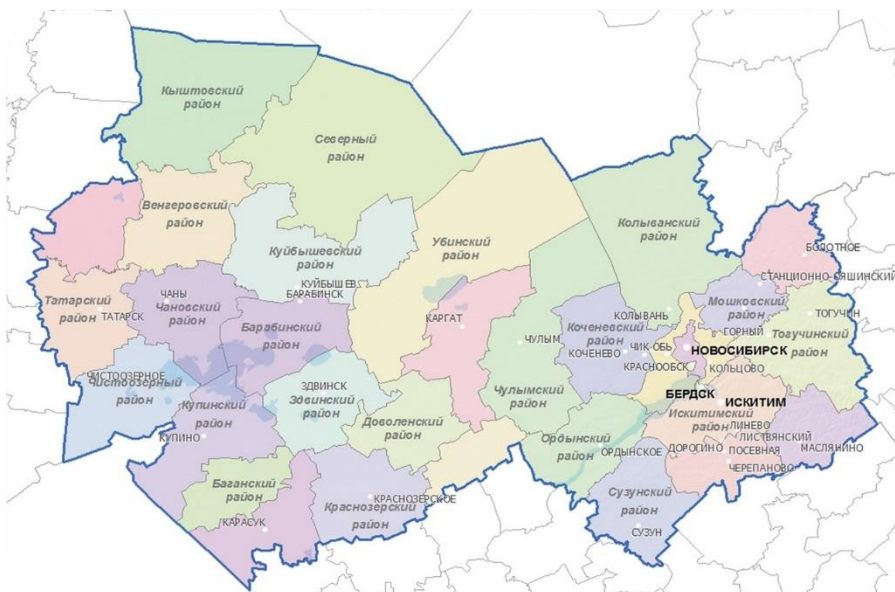 Кыштовский
район
Северный
район
Венгеровский
район
Куйбышевский
район
КУЙБЫШЕВ
БАРАБИНСК
Убинский
район
Колыванский
район
БОЛОТНОЕ
СТАНЦИОННО-ОЯШИНСКИЙ
Татарский
район
ТАТАРСК
ЧАНЫ
Чановский
район
Барабинский
район
КАРГАТ
ЧУЛЫМ
Чулымский
район
КОЛЫВАНЬ
Коченевский
район
КОЧЕНЕВО
ЧИК
ОБЬ
КРАСНООБСК
Мошковский
район
ГОРНЫЙ
ТОГУЧИН
Тогучинский
район
НОВОСИБИРСК
КОЛЬЦОВО
ЧИСТООЗЕРНОЕ
Чистоозерный
район
ЗДВИНСК
Здвинский
район
Купинский
район
КУПИНО
Доволенский
район
БЕРДСК
ИСКИТИМ
Искитимский
район
ЛИНЕВО
ЛИСТВЯНСКИЙ
Ордынский
район
ОРДЫНСКОЕ
ДОРОГИНО
ПОСЕВНАЯ
ЧЕРЕПАНОВО
МАСЛЯНИНО
Баганский
район
КАРАСУК
Краснозерский
район
КРАСНОЗЕРСКОЕ
Сузунский
район
СУЗУН